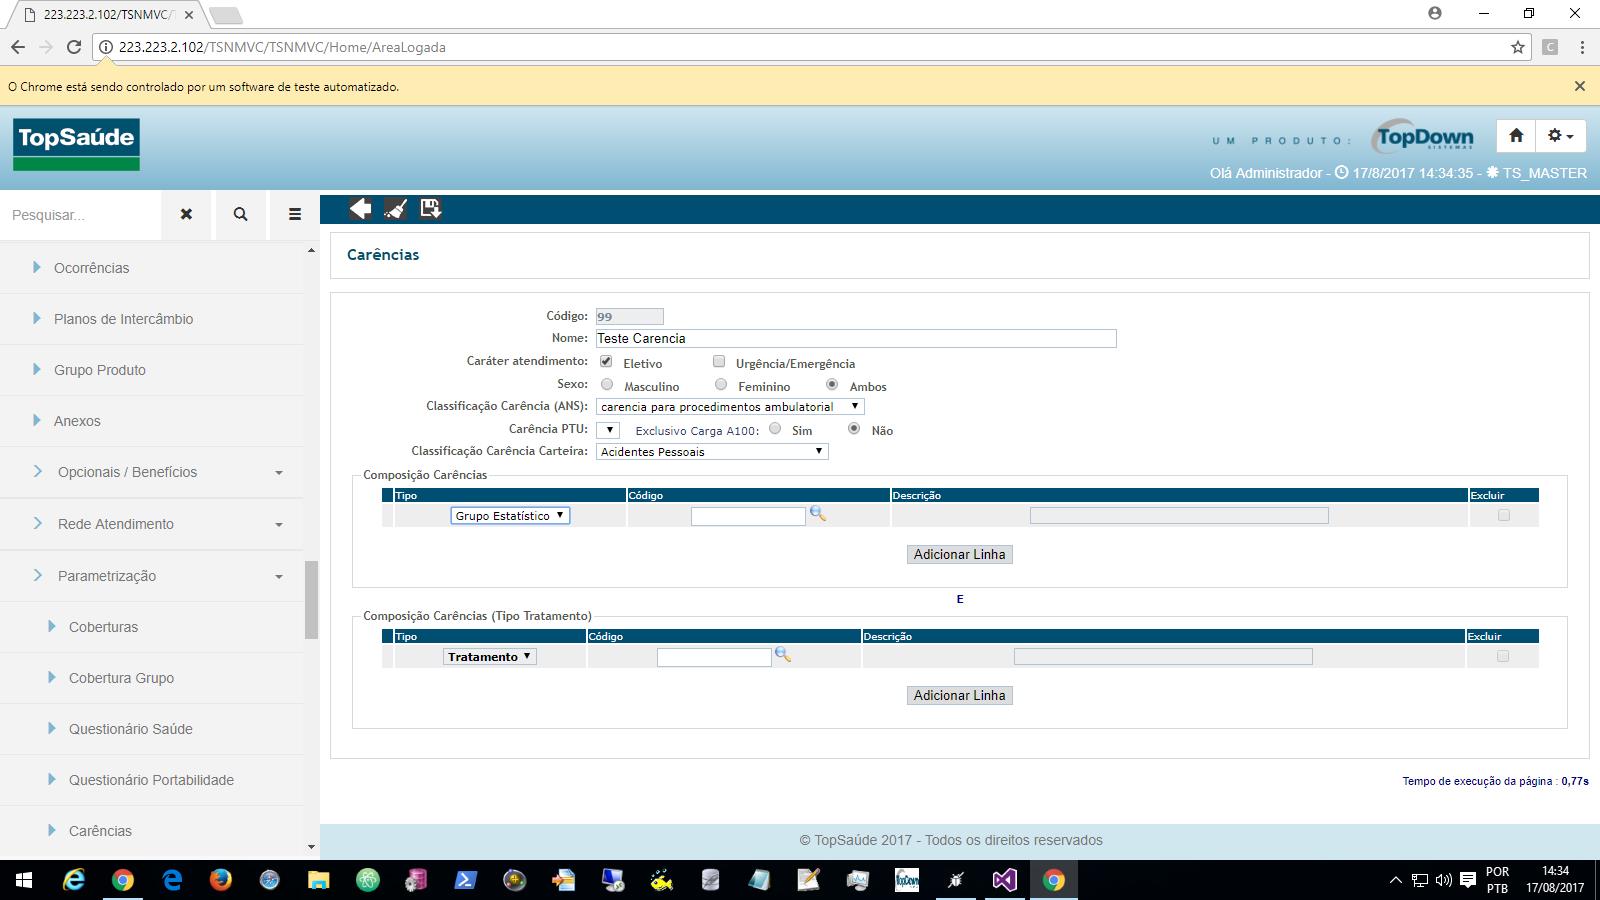 223.223.2.102/TSNMVC/T
223.223.2.102/TSNMVC/TSNMVC/Home/AreaLogada
C
O Chrome está sendo controlado por um software de teste automatizado.
TopSaúde
UM PRODUTO:
TopDown
SISTEMAS
Olá Administrador - 17/8/2017 14:34:35 - TS_MASTER
Pesquisar...
Ocorrências
Planos de Intercâmbio
Grupo Produto
Anexos
Opcionais / Benefícios
Rede Atendimento
Parametrização
Coberturas
Cobertura Grupo
Questionário Saúde
Questionário Portabilidade
Carências
Carências
Código: 99
Nome: Teste Carencia
Caráter atendimento: Eletivo Urgência/Emergência
Sexo: Masculino Feminino Ambos
Classificação Carência (ANS): carencia para procedimentos ambulatorial
Carência PTU: Exclusivo Carga A100: Sim Não
Classificação Carência Carteira: Acidentes Pessoais
Composição Carências
Tipo Código Descrição Excluir
Grupo Estatístico
Adicionar Linha
E
Composição Carências (Tipo Tratamento)
Tipo Código Descrição Excluir
Tratamento
Adicionar Linha
Tempo de execução da página : 0,77s
© TopSaúde 2017 - Todos os direitos reservados
TopDown
POR
PTB
14:34
17/08/2017